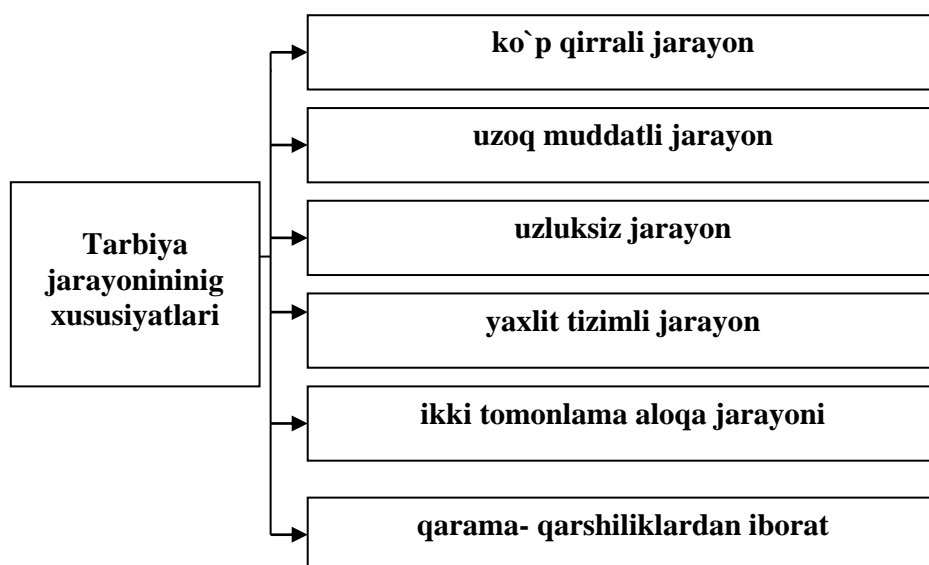 Tarbiya
jarayonininig
xususiyatlari
ko`p qirrali jarayon
uzoq muddatli jarayon
uzluksiz jarayon
yaxlit tizimli jarayon
ikki tomonlama aloqa jarayoni
qarama- qarshiliklardan iborat